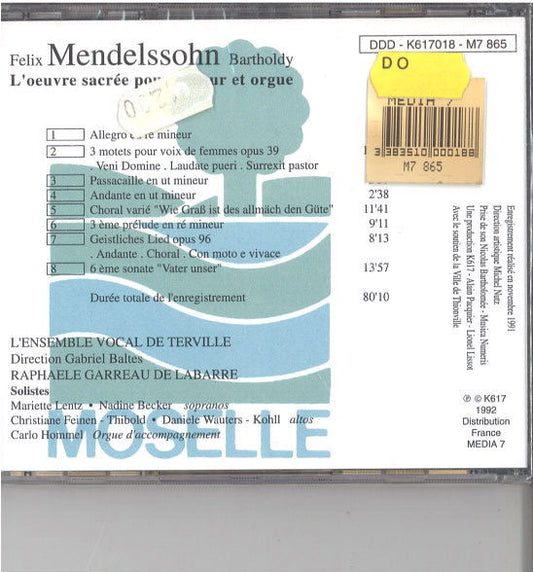 Felix Mendelssohn Bartholdy
L'oeuvre sacrée et orgue
DDD - K617018 - M7 865
DO
MEDIA 7
3 383510 000188
M7 865
1 Allegro re mineur
2 3 motets pour voix de femmes opus 39
. Veni Domine . Laudate pueri . Surrexit pastor
3 Passacaille en ut mineur
4 Andante en ut mineur 2'38
5 Choral varié "Wie Graß ist des allmäch den Güte" 11'41
6 3 ème prélude en ré mineur 9'11
7 Geistliches Lied opus 96 8'13
. Andante . Choral . Con moto e vivace
8 6 ème sonate "Vater unser" 13'57
Durée totale de l'enregistrement 80'10
Enregistrement réalisé en novembre 1991
Direction artistique Michel Nutz
Prise de son Nicolas Bartholomée - Musica Numeris
Une production K617 - Alain Pacquier - Lionel Lissot
Avec le soutien de la Ville de Thionville
L'ENSEMBLE VOCAL DE TERVILLE
Direction Gabriel Baltes
RAPHAELE GARREAU DE LABARRE
Solistes
Mariette Lentz • Nadine Becker sopranos
Christiane Feinen - Thibold • Daniele Wauters - Kohll altos
Carlo Hommel Orgue d'accompagnement
MOSELLE
℗ © K617
1992
Distribution
France
MEDIA 7